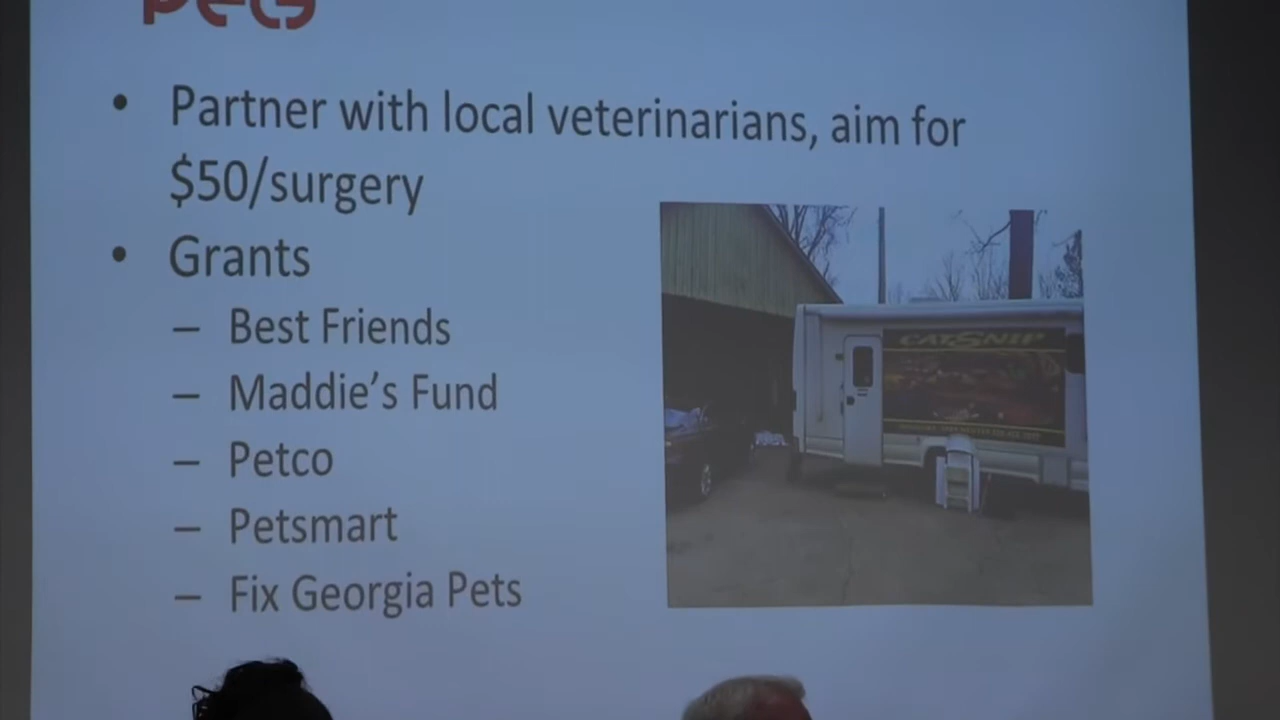 pets
• Partner with local veterinarians, aim for
$50/surgery
• Grants
– Best Friends
– Maddie’s Fund
– Petco
– Petsmart
– Fix Georgia Pets
CATSNIP